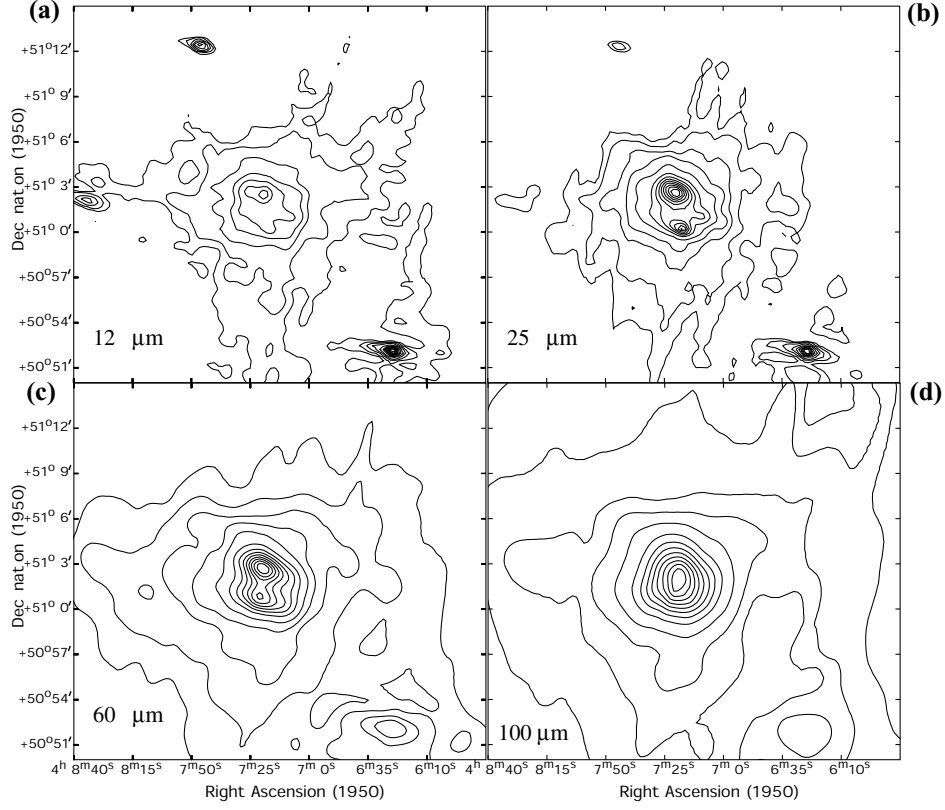 (a)
(b)
+51° 12′
+51° 9′
+51° 6′
+51° 3′
+51° 0′
+50° 57′
+50° 54′
+50° 51′
Dec nat on (1950)
12 μm
25 μm
(c)
(d)
+51° 12′
+51° 9′
+51° 6′
+51° 3′
+51° 0′
+50° 57′
+50° 54′
+50° 51′
Dec nat on (1950)
60 μm
100 μm
4h 8m40s 8m15s 7m50s 7m25s 7m 0s 6m35s 6m10s 4h 8m40s 8m15s 7m50s 7m25s 7m 0s 6m35s 6m10s
Right Ascension (1950) Right Ascension (1950)